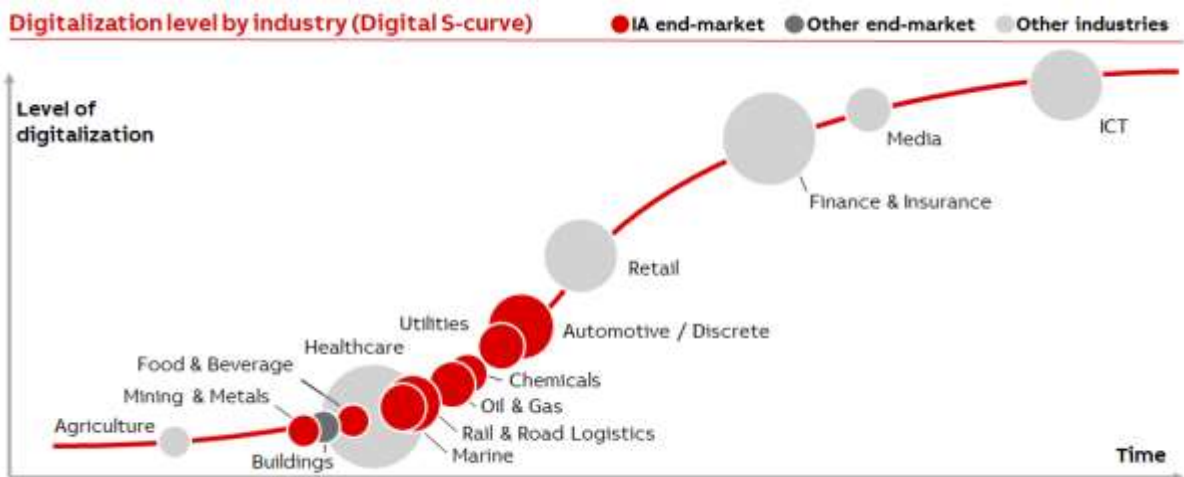 Digitalization level by industry (Digital S-curve)
IA end-market
Other end-market
Other industries
Level of
digitalization
ICT
Media
Finance & Insurance
Retail
Utilities
Automotive / Discrete
Healthcare
Food & Beverage
Chemicals
Mining & Metals
Oil & Gas
Agriculture
Rail & Road Logistics
Buildings
Marine
Time